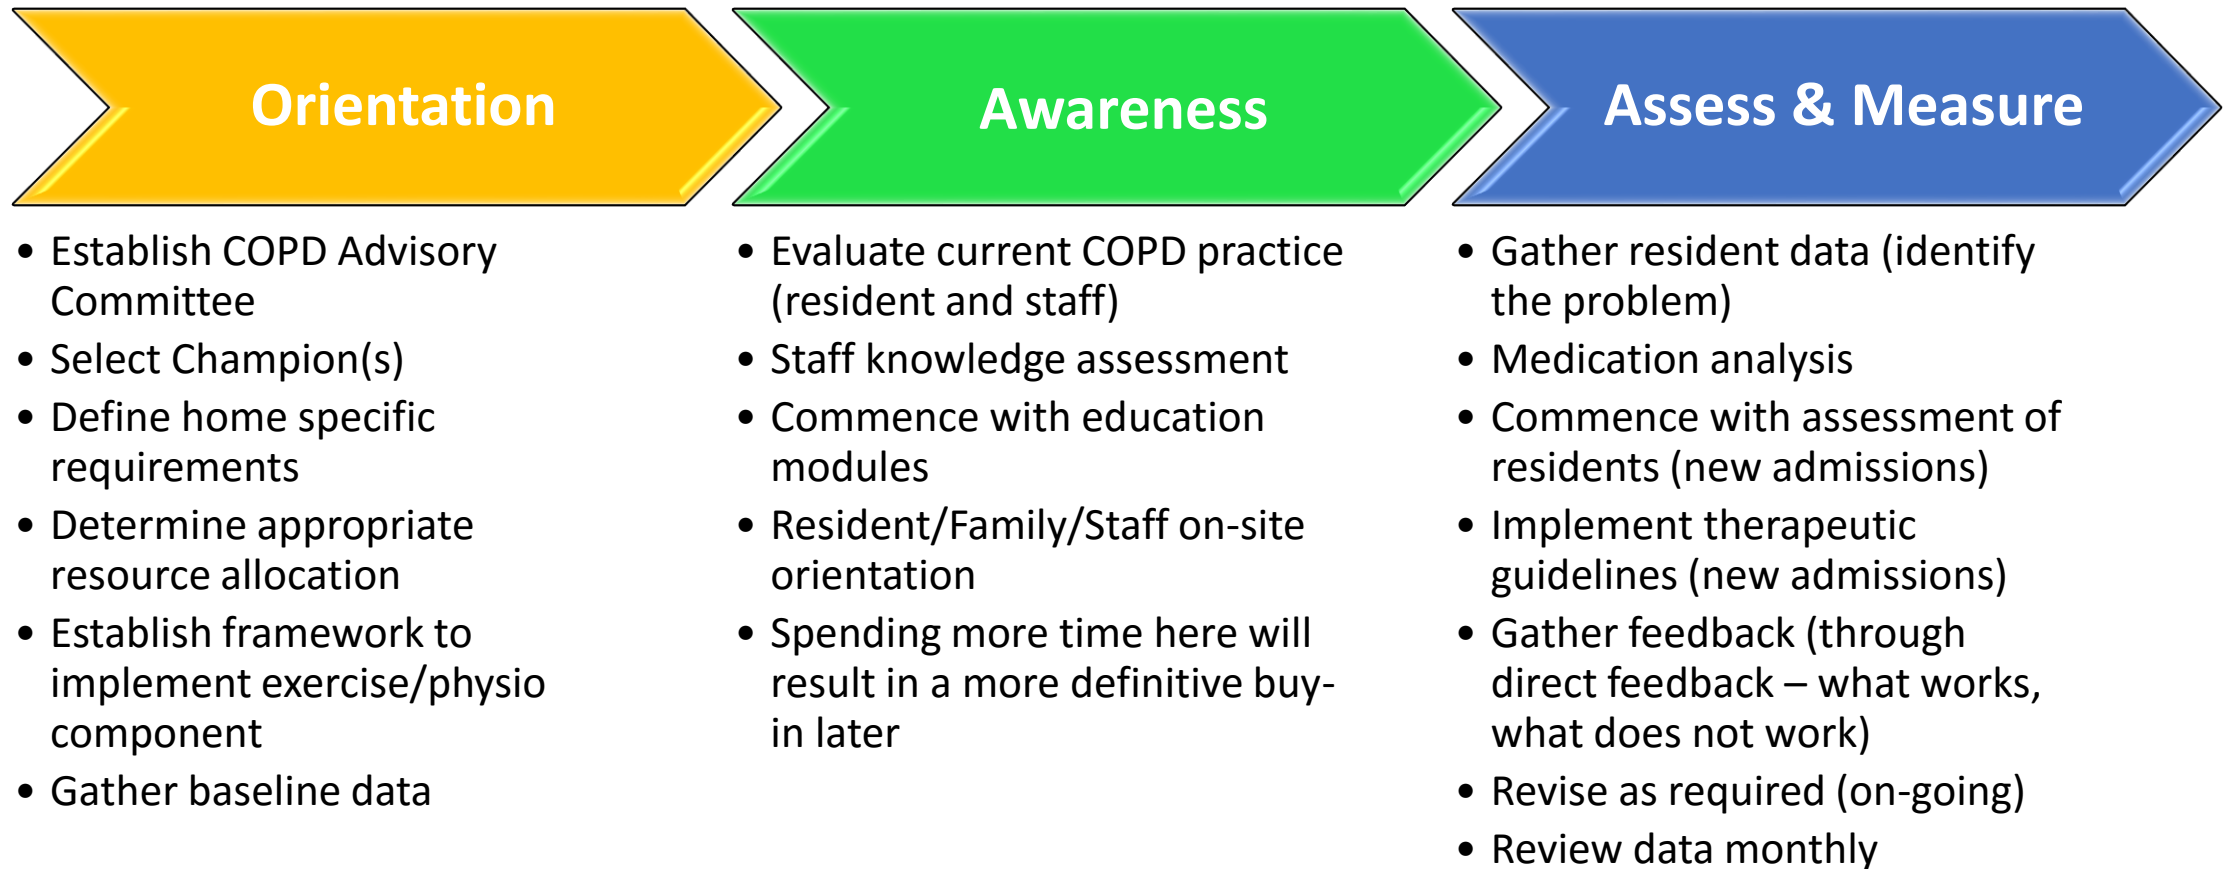 Orientation
• Establish COPD Advisory
Committee
• Select Champion(s)
• Define home specific
requirements
• Determine appropriate
resource allocation
• Establish framework to
implement exercise/physio
component
• Gather baseline data
Awareness
• Evaluate current COPD practice
(resident and staff)
• Staff knowledge assessment
• Commence with education
modules
• Resident/Family/Staff on-site
orientation
• Spending more time here will
result in a more definitive buy-
in later
Assess & Measure
• Gather resident data (identify
the problem)
• Medication analysis
• Commence with assessment of
residents (new admissions)
• Implement therapeutic
guidelines (new admissions)
• Gather feedback (through
direct feedback – what works,
what does not work)
• Revise as required (on-going)
• Review data monthly